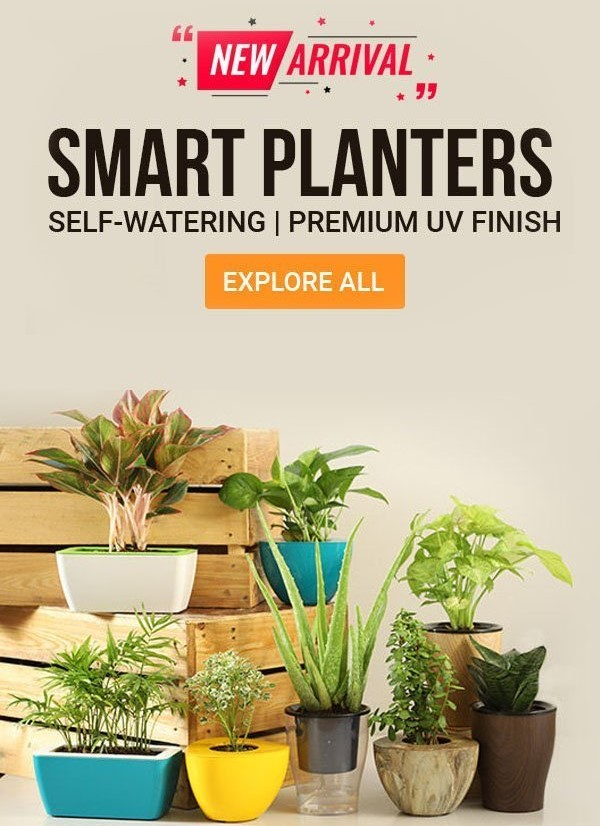 NEW ARRIVAL
SMART PLANTERS
SELF-WATERING | PREMIUM UV FINISH
EXPLORE ALL